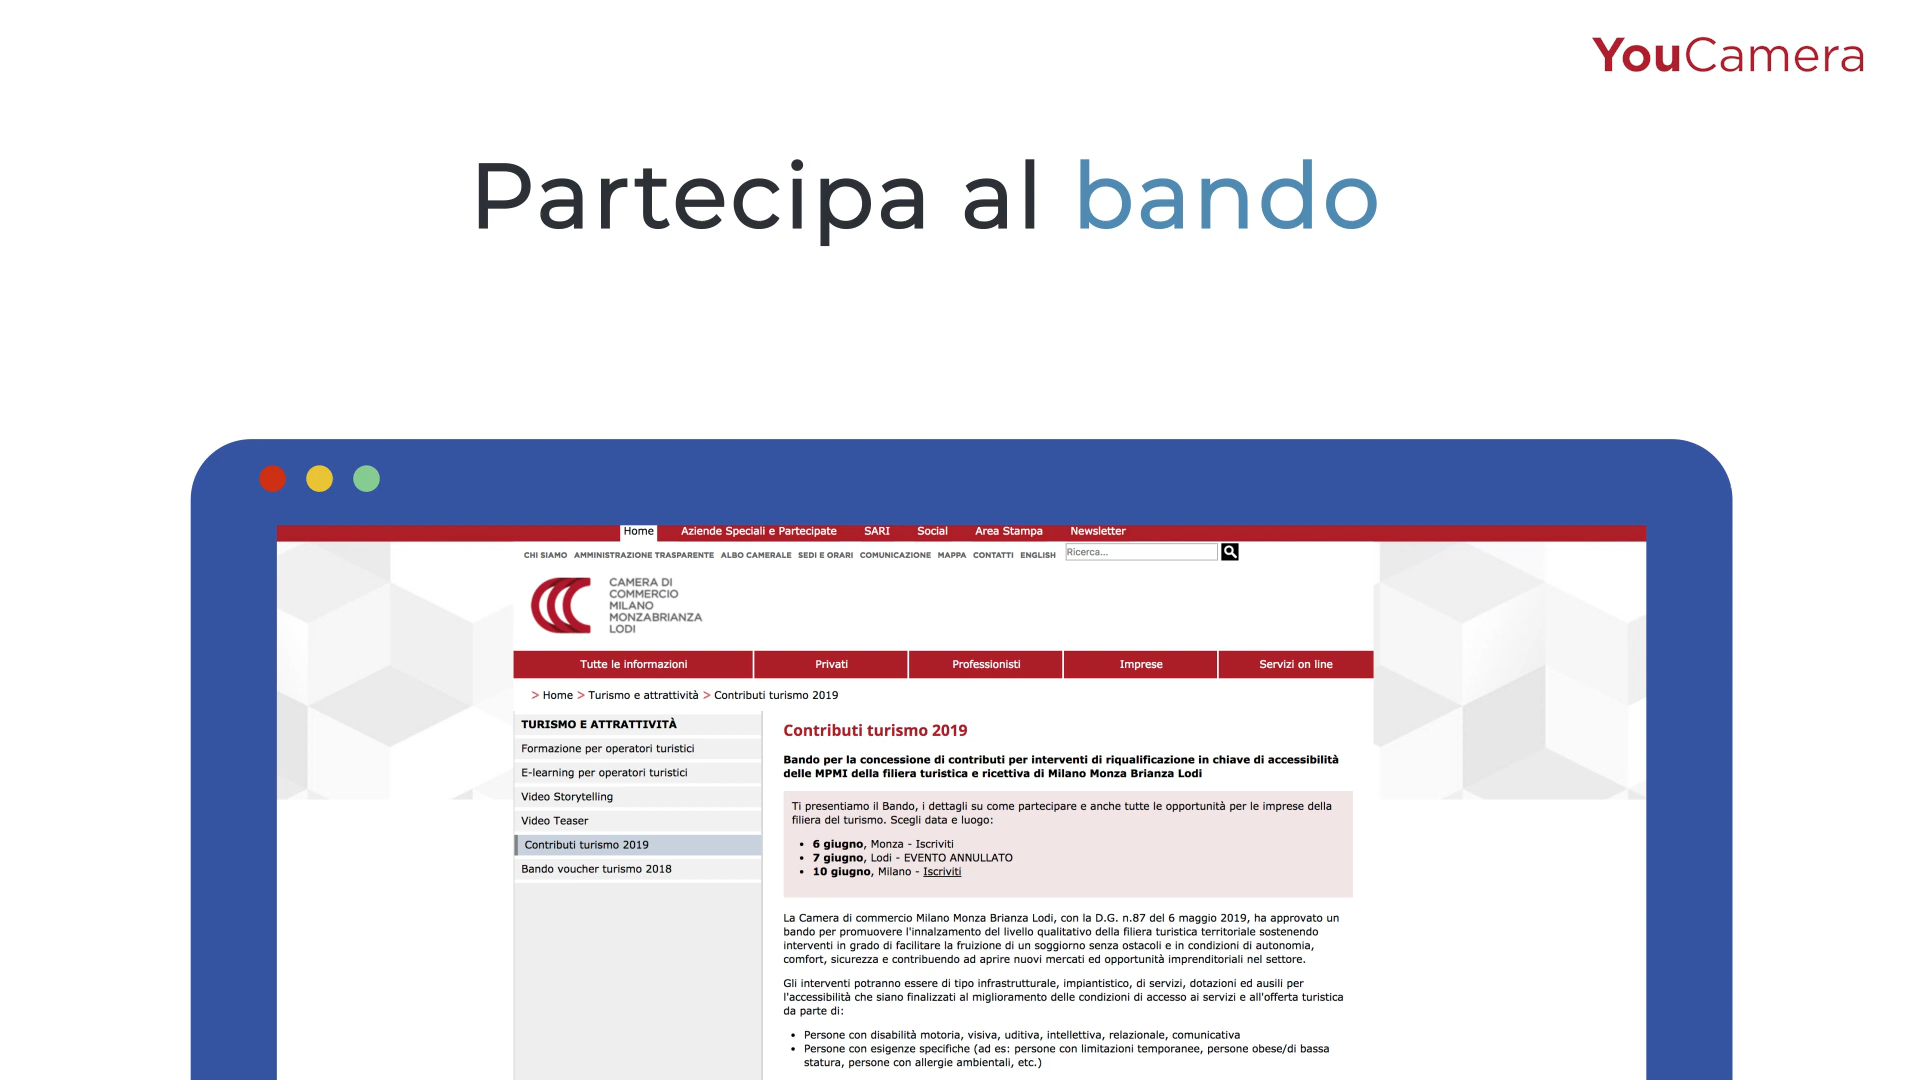 YouCamera
Partecipa al bando
Home Aziende Speciali e Partecipate SARI Social Area Stampa Newsletter
CHI SIAMO AMMINISTRAZIONE TRASPARENTE ALBO CAMERALE SEDI E ORARI COMUNICAZIONE MAPPA CONTATTI ENGLISH Ricerca...
CAMERA DI
COMMERCIO
MILANO
MONZABRIANZA
LODI
Tutte le informazioni Privati Professionisti Imprese Servizi on line
> Home > Turismo e attrattività > Contributi turismo 2019
TURISMO E ATTRATTIVITÀ
Formazione per operatori turistici
E-learning per operatori turistici
Video Storytelling
Video Teaser
Contributi turismo 2019
Bando voucher turismo 2018
Contributi turismo 2019
Bando per la concessione di contributi per interventi di riqualificazione in chiave di accessibilità
delle MPMI della filiera turistica e ricettiva di Milano Monza Brianza Lodi
Ti presentiamo il Bando, i dettagli su come partecipare e anche tutte le opportunità per le imprese della
filiera del turismo. Scegli data e luogo:
• 6 giugno, Monza - Iscriviti
• 7 giugno, Lodi - EVENTO ANNULLATO
• 10 giugno, Milano - Iscriviti
La Camera di commercio Milano Monza Brianza Lodi, con la D.G. n.87 del 6 maggio 2019, ha approvato un
bando per promuovere l'innalzamento del livello qualitativo della filiera turistica territoriale sostenendo
interventi in grado di facilitare la fruizione di un soggiorno senza ostacoli e in condizioni di autonomia,
comfort, sicurezza e contribuendo ad aprire nuovi mercati ed opportunità imprenditoriali nel settore.
Gli interventi potranno essere di tipo infrastrutturale, impiantistico, di servizi, dotazioni ed ausili per
l'accessibilità che siano finalizzati al miglioramento delle condizioni di accesso ai servizi e all'offerta turistica
da parte di:
• Persone con disabilità motoria, visiva, uditiva, intellettiva, relazionale, comunicativa
• Persone con esigenze specifiche (ad es: persone con limitazioni temporanee, persone obese/di bassa
statura, persone con allergie ambientali, etc.)